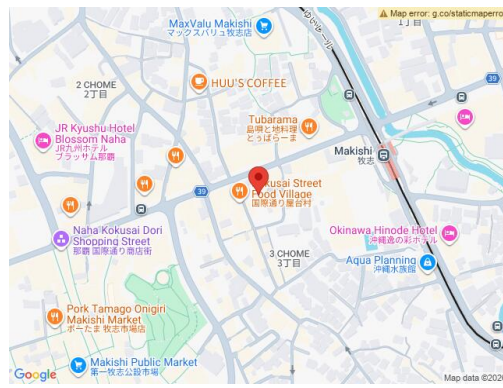 Map error: g.co/staticmaperro
MaxValu Makishi
マックスバリュ牧志店
1丁目
2 CHOME
2丁目
HUU'S COFFEE
39
Tubarama
島唄と地料理
とぅばらーま
JR Kyushu Hotel
Blossom Naha
JR九州ホテル
ブラッサム那覇
Makishi
牧志
39
Kokusai Street
Food Village
国際通り屋台村
Naha Kokusai Dori
Shopping Street
那覇 国際通り商店街
3 CHOME
3丁目
Okinawa Hinode Hotel
沖縄逸の彩ホテル
Aqua Planning
沖縄水族館
Pork Tamago Onigiri
Makishi Market
ポーたま 牧志市場店
Makishi Public Market
第一牧志公設市場
Google
Map data ©202